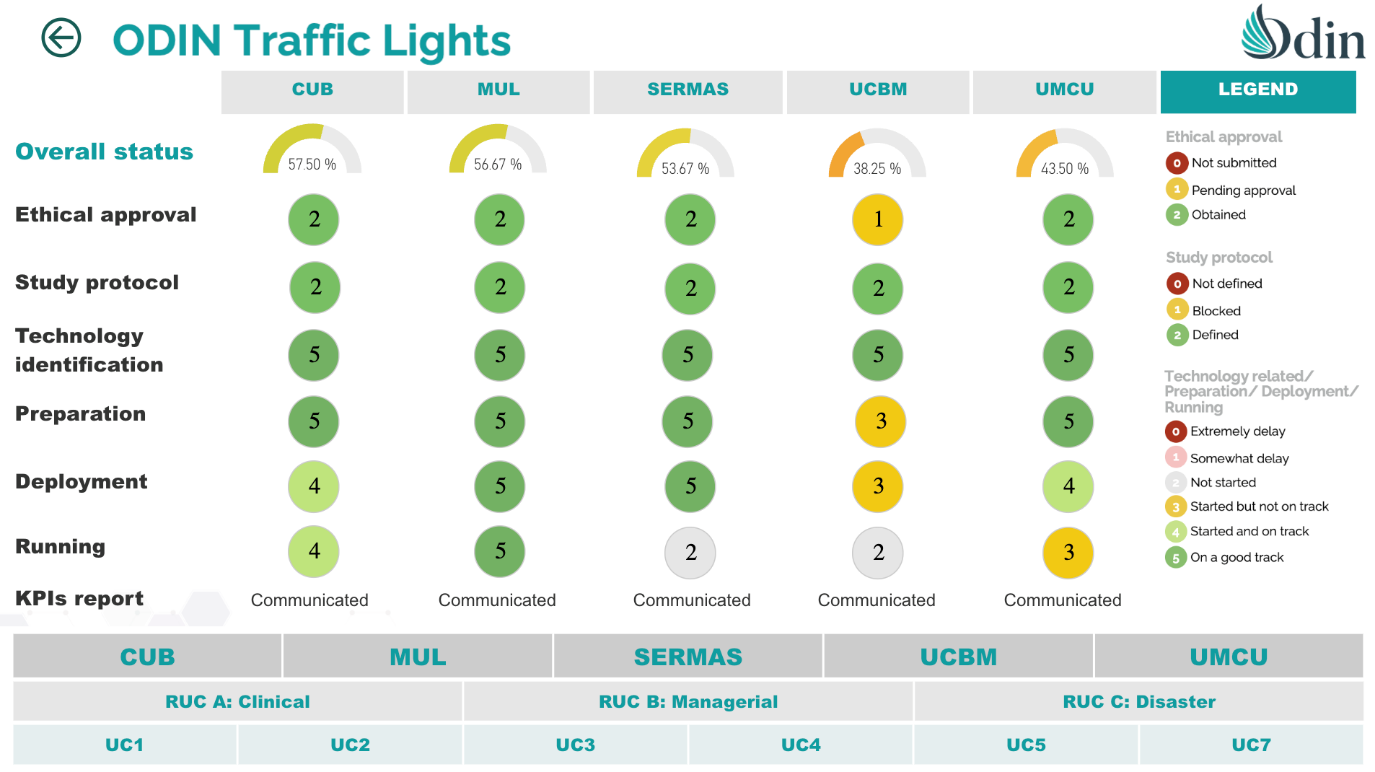 ODIN Traffic Lights
Odin
CUB MUL SERMAS UCBM UMCU LEGEND
Overall status 57.50 % 56.67 % 53.67 % 38.25 % 43.50 %
Ethical approval 2 2 2 1 2
Study protocol 2 2 2 2 2
Technology
identification 5 5 5 5 5
Preparation 5 5 5 3 5
Deployment 4 5 5 3 4
Running 4 5 2 2 3
KPIs report Communicated Communicated Communicated Communicated Communicated
Ethical approval
0 Not submitted
1 Pending approval
2 Obtained
Study protocol
0 Not defined
1 Blocked
2 Defined
Technology related/
Preparation/ Deployment/
Running
0 Extremely delay
1 Somewhat delay
2 Not started
3 Started but not on track
4 Started and on track
5 On a good track
CUB MUL SERMAS UCBM UMCU
RUC A: Clinical RUC B: Managerial RUC C: Disaster
UC1 UC2 UC3 UC4 UC5 UC7